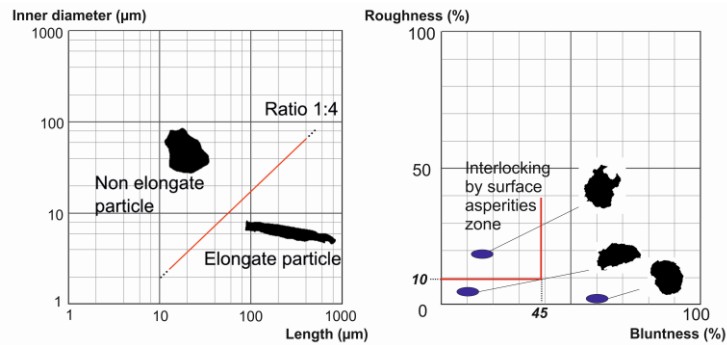 Inner diameter (µm)
1000
100
10
1
1
10
100
1000
Length (µm)
Ratio 1:4
Non elongate
particle
Elongate particle
Roughness (%)
100
50
10
0
45
100
Bluntness (%)
Interlocking
by surface
asperities
zone